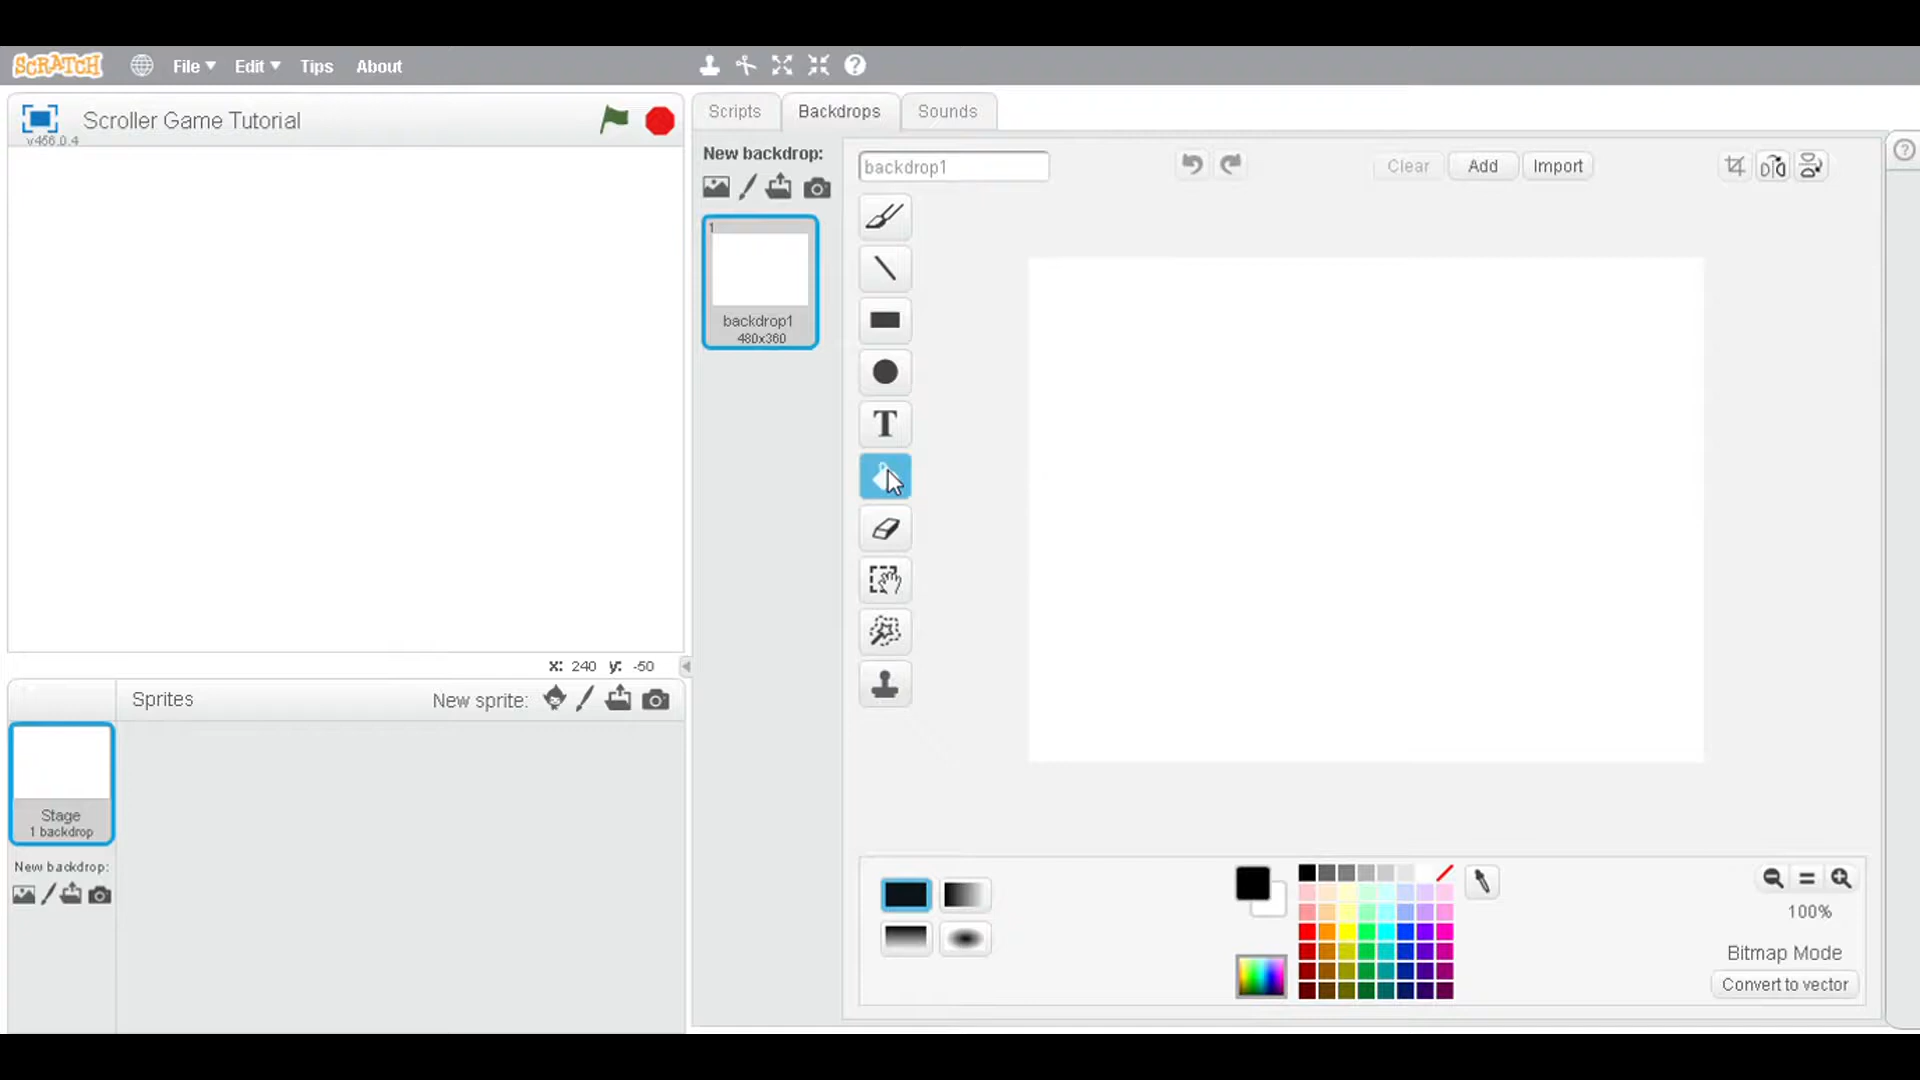 SCRATCH File Edit Tips About
v456.0.4 Scroller Game Tutorial
Scripts Backdrops Sounds
New backdrop:
backdrop1
Clear Add Import
1
backdrop1
480x360
T
x: 240 y: -50
Sprites New sprite:
Stage
1 backdrop
New backdrop:
100%
Bitmap Mode
Convert to vector